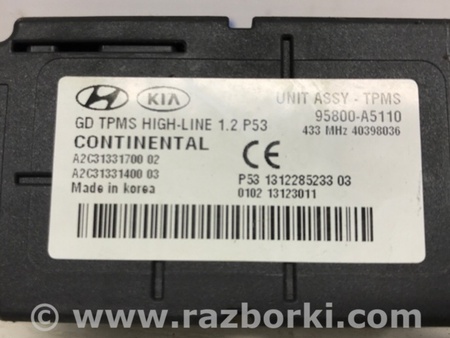 HYUNDAI KIA UNIT ASSY - TPMS
GD TPMS HIGH-LINE 1.2 P53 95800-A5110
CONTINENTAL 433 MHz 40398036
A2C31331700 02
A2C31331400 03 CE P53 1312285233 03
Made in korea 0102 13123011
www.razborki.com